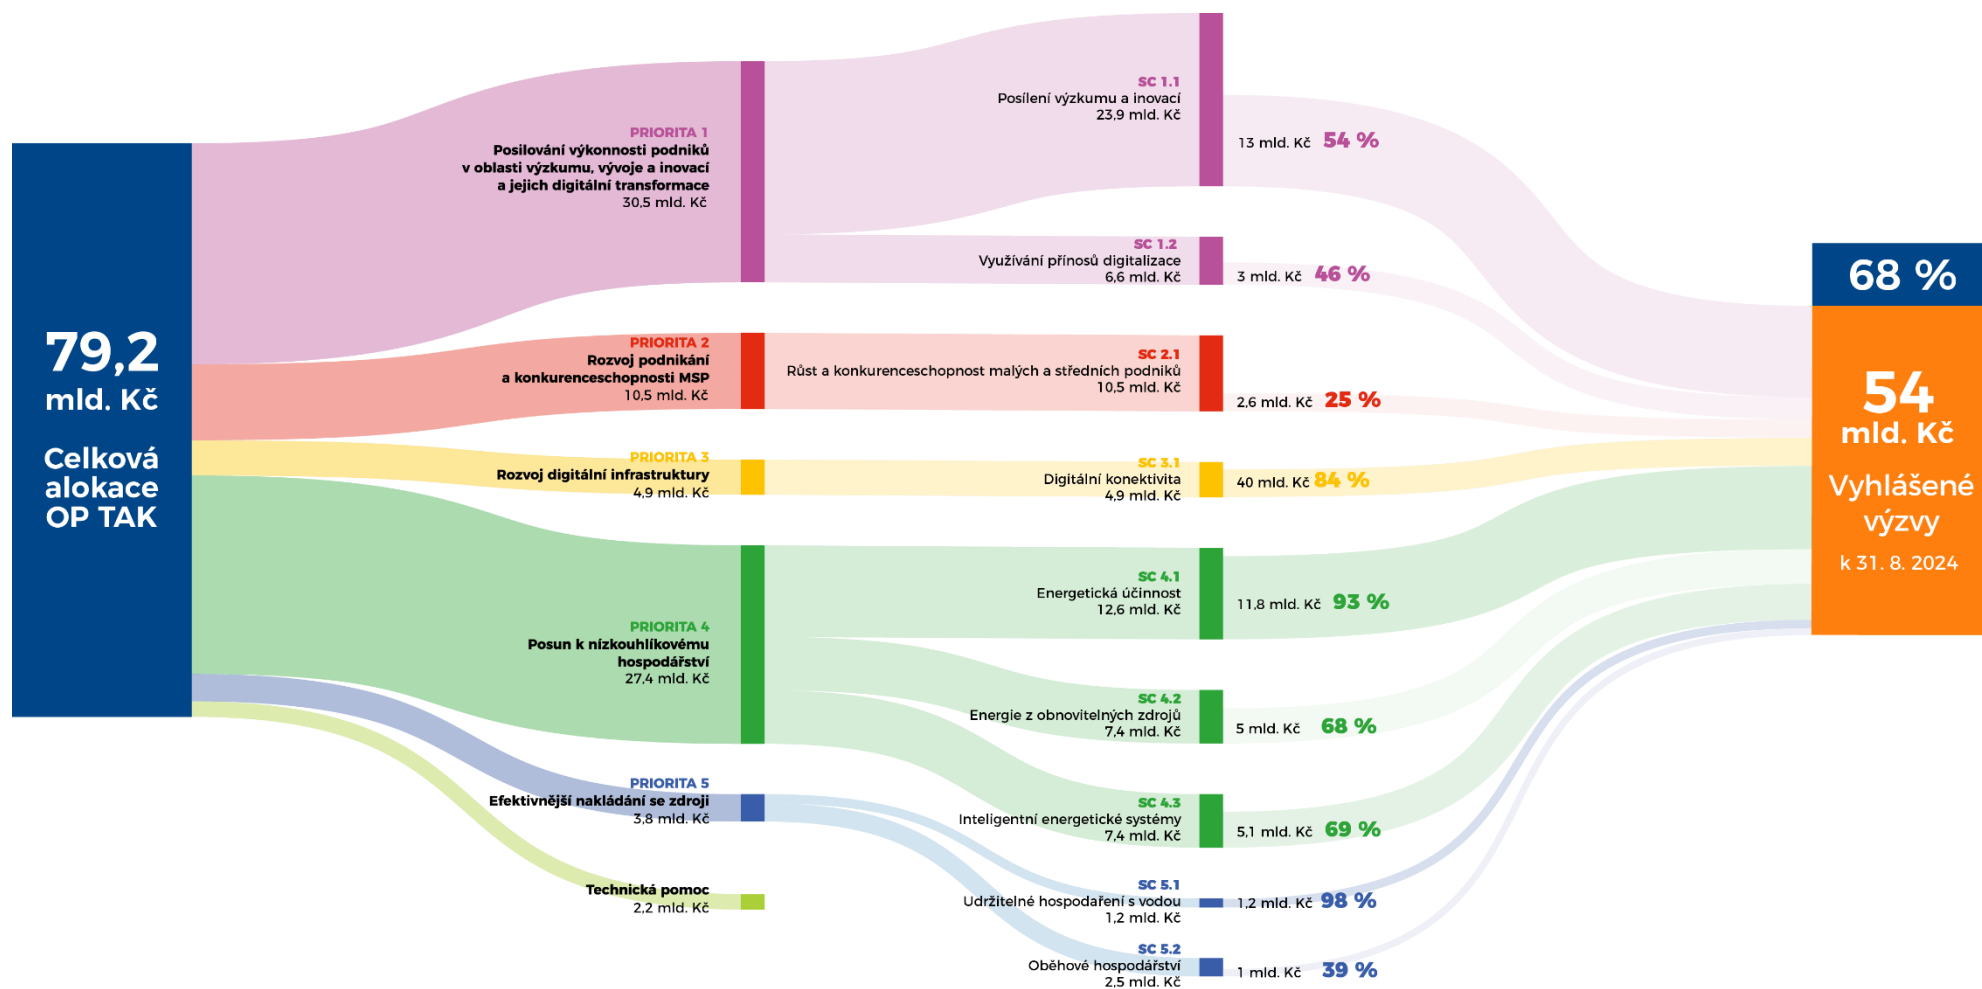 79,2
mld. Kč
Celková
alokace
OP TAK
PRIORITA 1
Posilování výkonnosti podniků
v oblasti výzkumu, vývoje a inovací
a jejich digitální transformace
30,5 mld. Kč
PRIORITA 2
Rozvoj podnikání
a konkurenceschopnosti MSP
10,5 mld. Kč
PRIORITA 3
Rozvoj digitální infrastruktury
4,9 mld. Kč
PRIORITA 4
Posun k nízkouhlíkovému
hospodářství
27,4 mld. Kč
PRIORITA 5
Efektivnější nakládání se zdroji
3,8 mld. Kč
Technická pomoc
2,2 mld. Kč
SC 1.1
Posílení výzkumu a inovací
23,9 mld. Kč
13 mld. Kč 54 %
SC 1.2
Využívání přínosů digitalizace
6,6 mld. Kč
3 mld. Kč 46 %
SC 2.1
Růst a konkurenceschopnost malých a středních podniků
10,5 mld. Kč
2,6 mld. Kč 25 %
SC 3.1
Digitální konektivita
4,9 mld. Kč
40 mld. Kč 84 %
SC 4.1
Energetická účinnost
12,6 mld. Kč
11,8 mld. Kč 93 %
SC 4.2
Energie z obnovitelných zdrojů
7,4 mld. Kč
5 mld. Kč 68 %
SC 4.3
Inteligentní energetické systémy
7,4 mld. Kč
5,1 mld. Kč 69 %
SC 5.1
Udržitelné hospodaření s vodou
1,2 mld. Kč
1,2 mld. Kč 98 %
SC 5.2
Oběhové hospodářství
2,5 mld. Kč
1 mld. Kč 39 %
68 %
54
mld. Kč
Vyhlášené
výzvy
k 31. 8. 2024